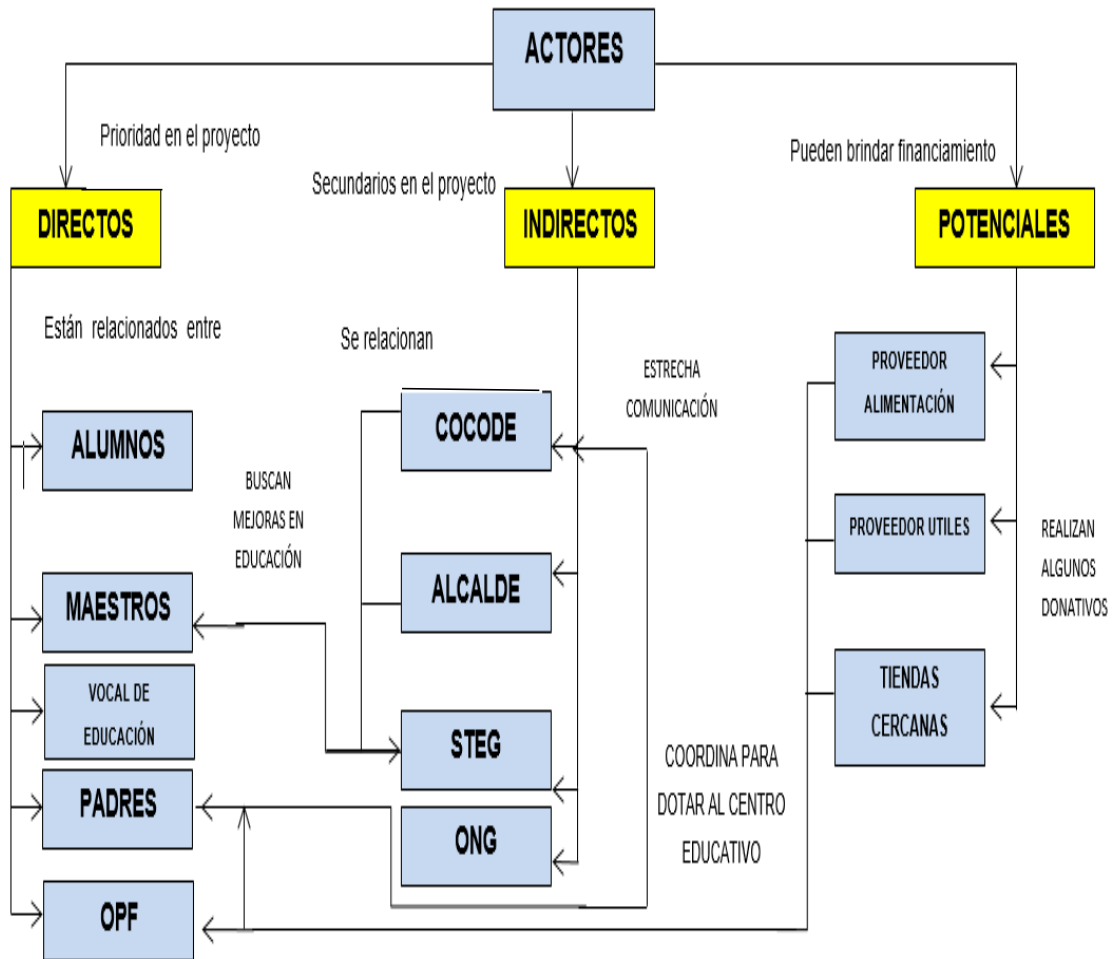 ACTORES
Prioridad en el proyecto
Secundarios en el proyecto
Pueden brindar financiamiento
DIRECTOS
INDIRECTOS
POTENCIALES
Están relacionados entre
Se relacionan
ESTRECHA
COMUNICACIÓN
PROVEEDOR
ALIMENTACIÓN
ALUMNOS
COCODE
BUSCAN
MEJORAS EN
EDUCACIÓN
PROVEEDOR UTILES
REALIZAN
ALGUNOS
DONATIVOS
MAESTROS
ALCALDE
VOCAL DE
EDUCACIÓN
TIENDAS
CERCANAS
STEG
COORDINA PARA
DOTAR AL CENTRO
EDUCATIVO
PADRES
ONG
OPF